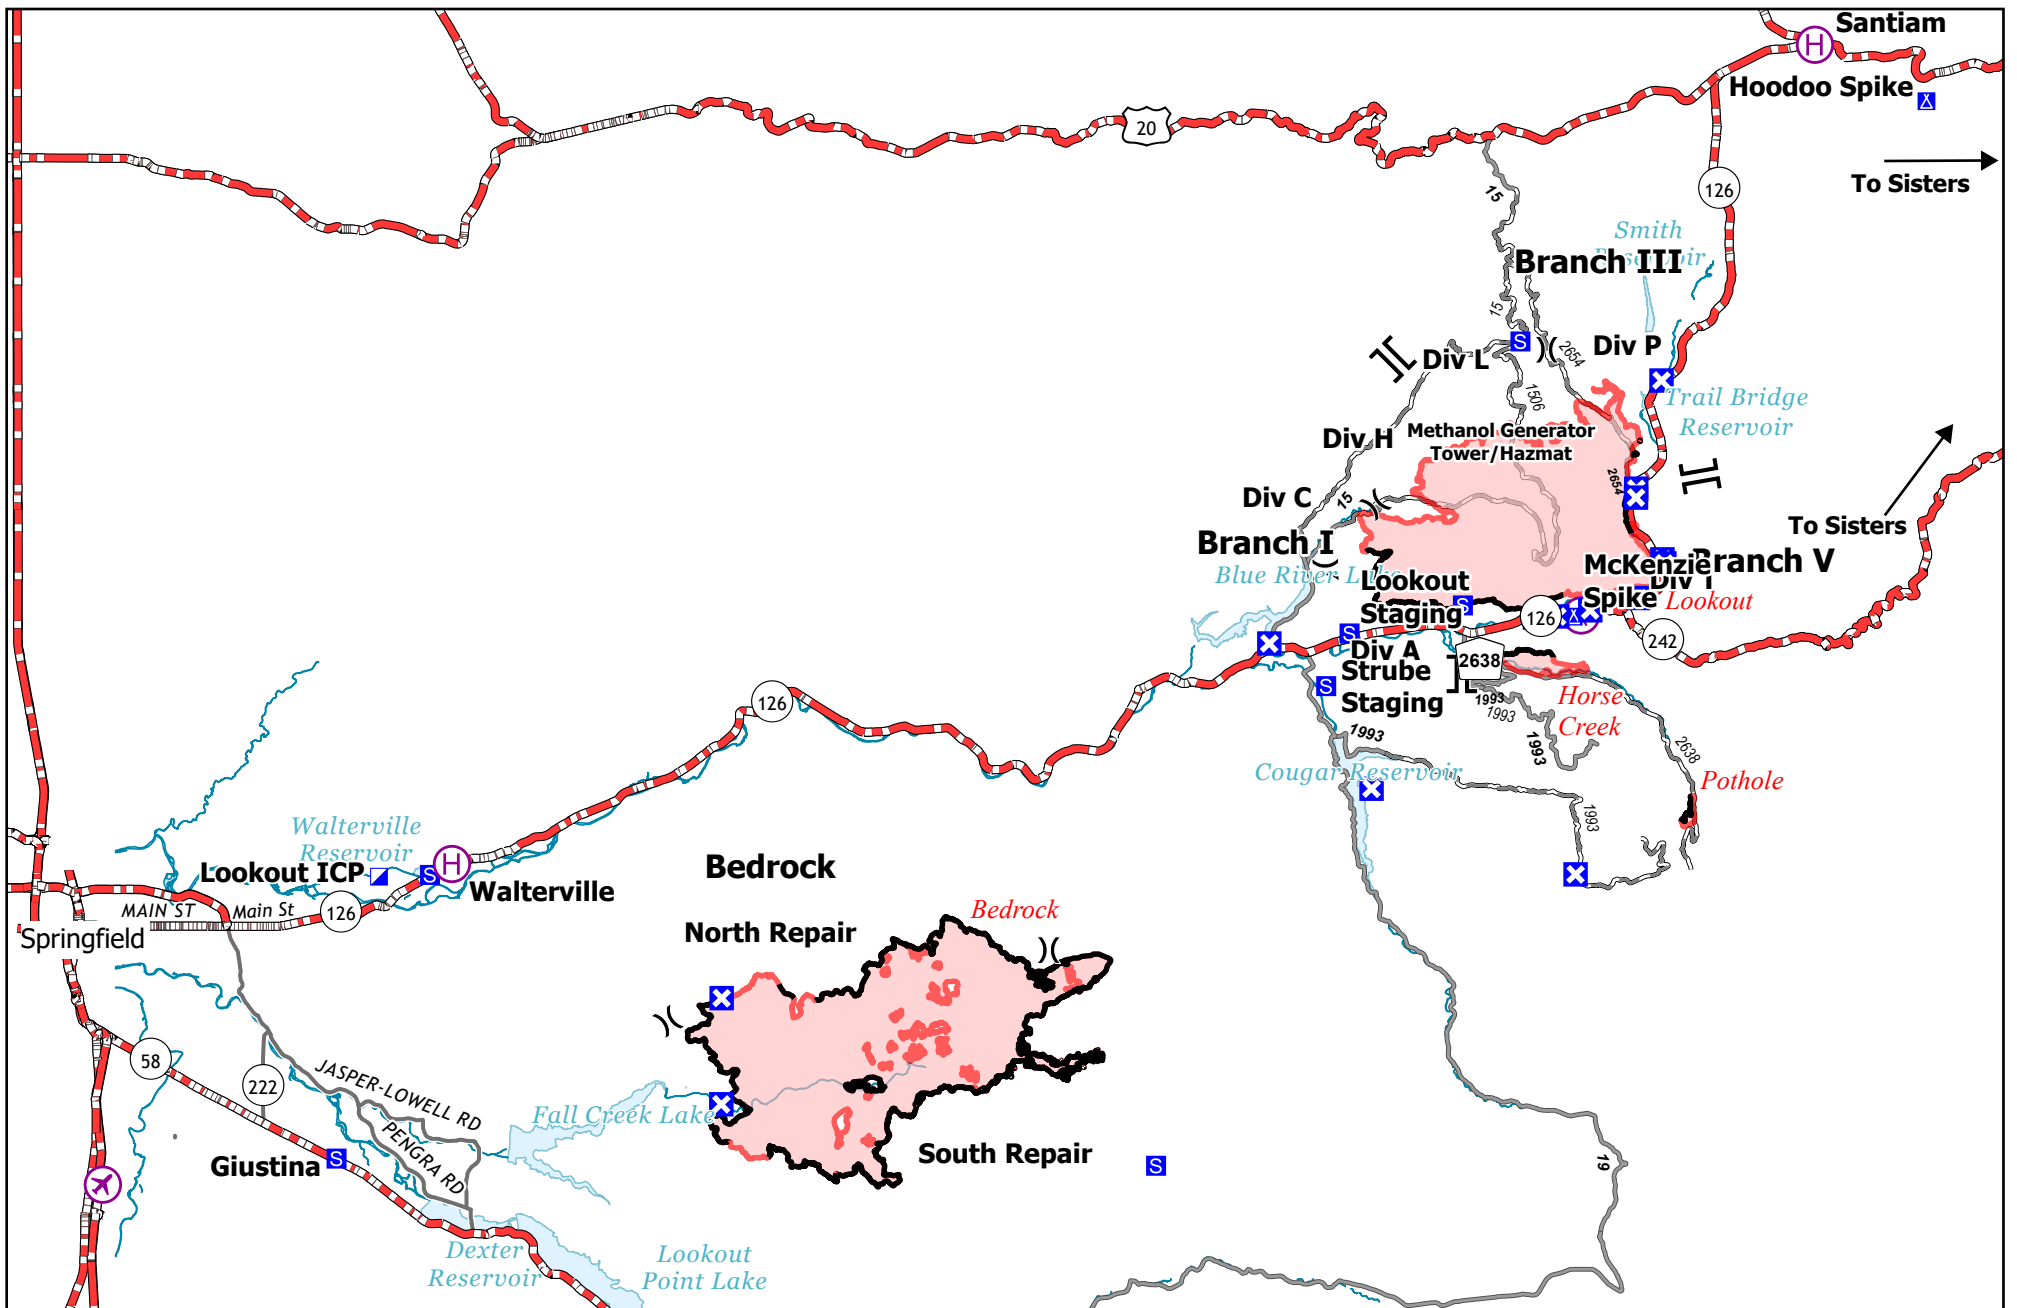 Santiam
H
Hoodoo Spike
20
126
To Sisters
15
Smith
Reservoir
Branch III
15
S
Div L
2654
Div P
1506
Trail Bridge
Reservoir
Div H
Methanol Generator
Tower/Hazmat
2654
Div C
15
To Sisters
Branch I
Blue River Lake
McKenzie
Spike
Branch V
Lookout
Staging
S
126
Lookout
242
S
Div A
2638
Strube
Staging
S
1993
1993
Horse
Creek
1993
1993
2638
Cougar Reservoir
Pothole
1993
126
Walterville
Reservoir
Lookout ICP
S
H
Walterville
MAIN ST
Main St
126
Springfield
Bedrock
Bedrock
North Repair
58
222
JASPER-LOWELL RD
PENGRA RD
Fall Creek Lake
Giustina
S
South Repair
S
19
Dexter
Reservoir
Lookout
Point Lake